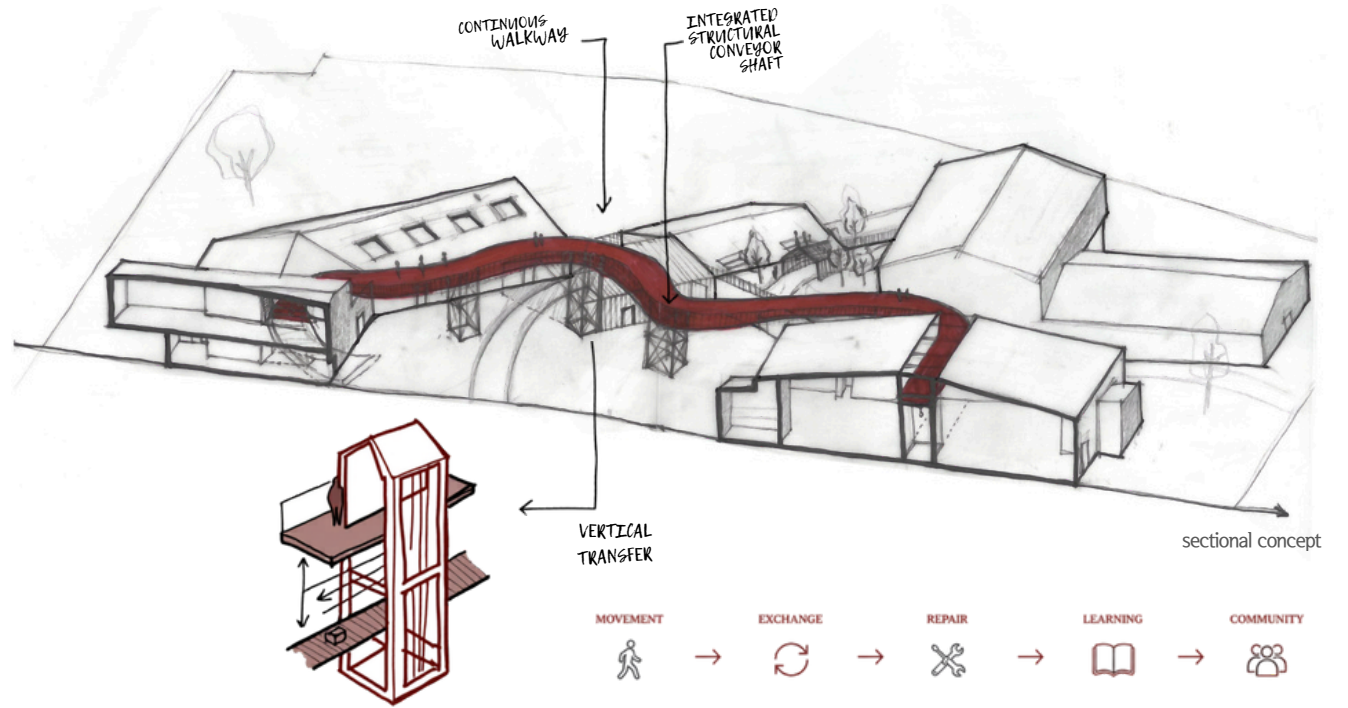 CONTINUOUS
WALKWAY
INTEGRATED
STRUCTURAL
CONVEYOR
SHAFT
VERTICAL
TRANSFER
sectional concept
MOVEMENT
EXCHANGE
REPAIR
LEARNING
COMMUNITY